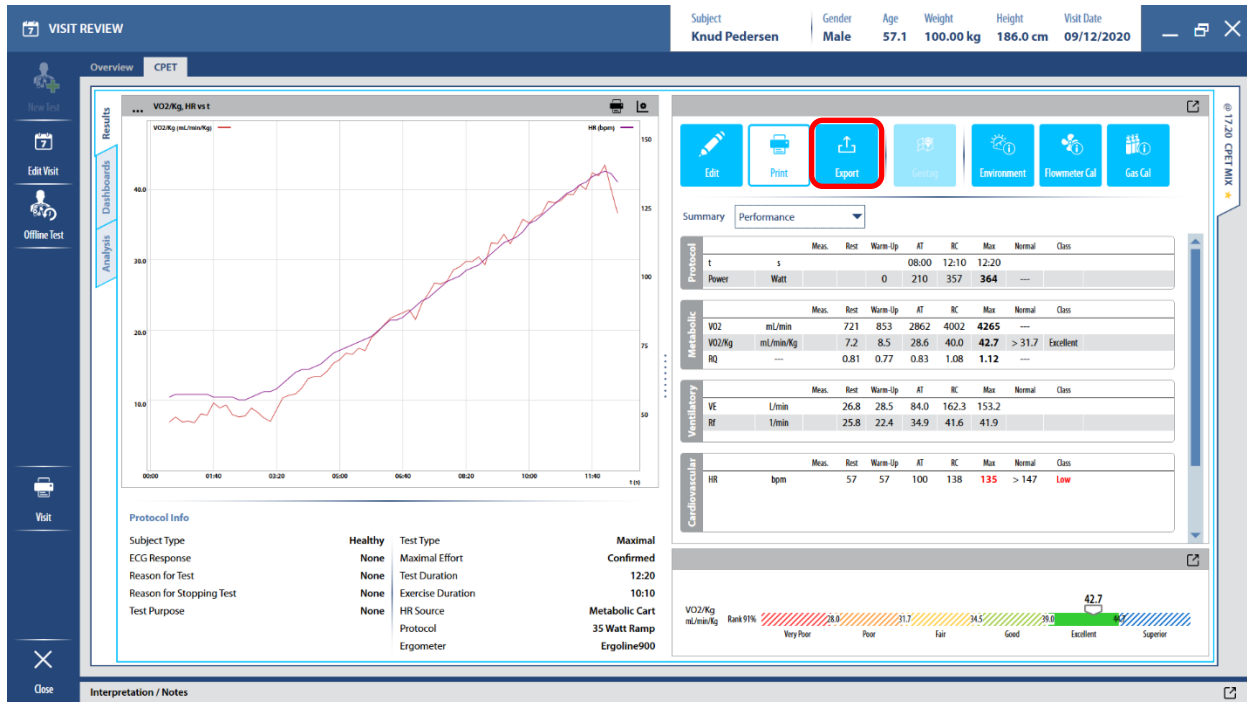 VISIT REVIEW
Subject Gender Age Weight Height Visit Date
Knud Pedersen Male 57.1 100.00 kg 186.0 cm 09/12/2020
New Test
Edit Visit
Offline Test
Visit
Close
Overview CPET
Results
Dashboards
Analysis
... VO2/Kg, HR vs t
VO2/Kg (mL/min/Kg) HR (bpm)
150
40.0
125
30.0
100
20.0
75
10.0
50
00:00 01:40 03:20 05:00 06:40 08:20 10:00 11:40
t (s)
Protocol Info
Subject Type Healthy Test Type Maximal
ECG Response None Maximal Effort Confirmed
Reason for Test None Test Duration 12:20
Reason for Stopping Test None Exercise Duration 10:10
Test Purpose None HR Source Metabolic Cart
Protocol 35 Watt Ramp
Ergometer Ergoline900
Edit Print Export Geotag Environment Flowmeter Cal Gas Cal
Summary Performance
Protocol
Meas. Rest Warm-Up AT RC Max Normal Class
t s 08:00 12:10 12:20
Power Watt 0 210 357 364 ---
Metabolic
Meas. Rest Warm-Up AT RC Max Normal Class
VO2 mL/min 721 853 2862 4002 4265 ---
VO2/Kg mL/min/Kg 7.2 8.5 28.6 40.0 42.7 > 31.7 Excellent
RQ --- 0.81 0.77 0.83 1.08 1.12 ---
Ventilatory
Meas. Rest Warm-Up AT RC Max Normal Class
VE L/min 26.8 28.5 84.0 162.3 153.2
Rf 1/min 25.8 22.4 34.9 41.6 41.9
Cardiovascular
Meas. Rest Warm-Up AT RC Max Normal Class
HR bpm 57 57 100 138 135 > 147 Low
42.7
VO2/Kg
mL/min/Kg Rank 91% 28.0 31.7 34.5 39.0
Very Poor Poor Fair Good Excellent Superior
@ 17.20 CPET MIX
Interpretation / Notes